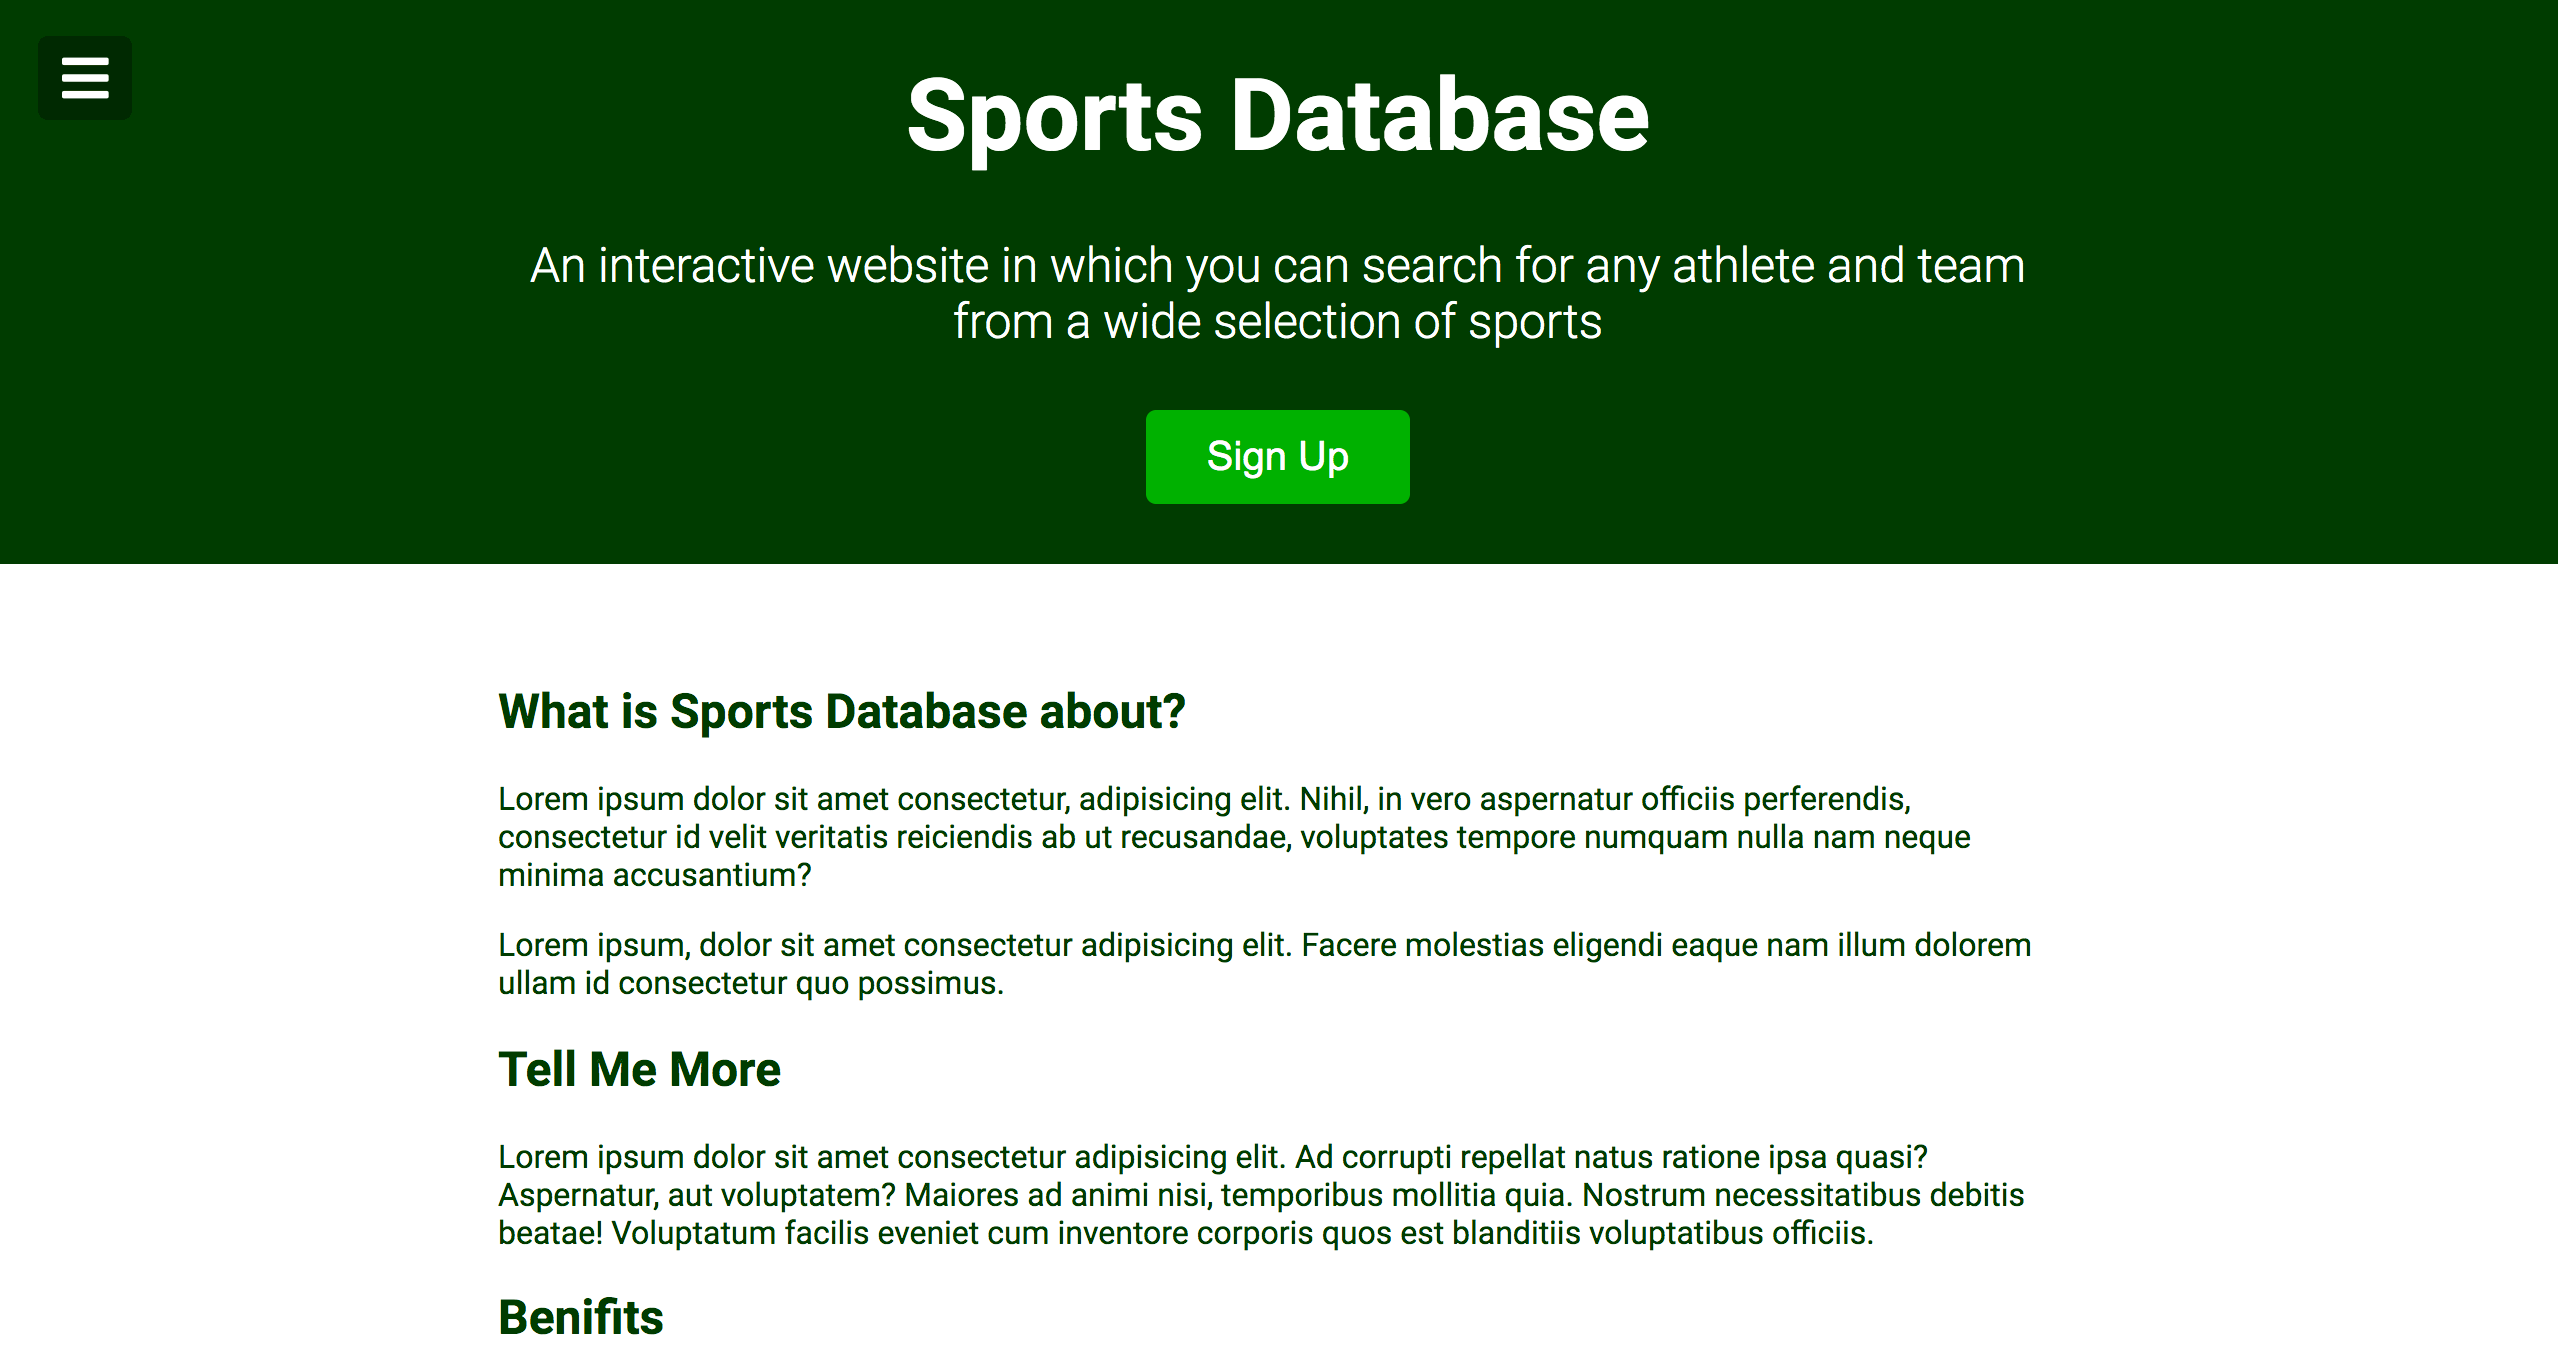 Sports Database
An interactive website in which you can search for any athlete and team
from a wide selection of sports
Sign Up
What is Sports Database about?
Lorem ipsum dolor sit amet consectetur, adipisicing elit. Nihil, in vero aspernatur officiis perferendis,
consectetur id velit veritatis reiciendis ab ut recusandae, voluptates tempore numquam nulla nam neque
minima accusantium?
Lorem ipsum, dolor sit amet consectetur adipisicing elit. Facere molestias eligendi eaque nam illum dolorem
ullam id consectetur quo possimus.
Tell Me More
Lorem ipsum dolor sit amet consectetur adipisicing elit. Ad corrupti repellat natus ratione ipsa quasi?
Aspernatur, aut voluptatem? Maiores ad animi nisi, temporibus mollitia quia. Nostrum necessitatibus debitis
beatae! Voluptatum facilis eveniet cum inventore corporis quos est blanditiis voluptatibus officiis.
Benifits